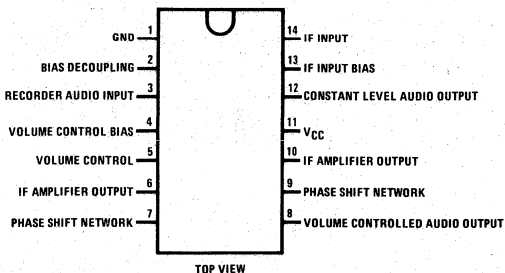 GND 1
BIAS DECOUPLING 2
RECORDER AUDIO INPUT 3
VOLUME CONTROL BIAS 4
VOLUME CONTROL 5
IF AMPLIFIER OUTPUT 6
PHASE SHIFT NETWORK 7
14 IF INPUT
13 IF INPUT BIAS
12 CONSTANT LEVEL AUDIO OUTPUT
11 VCC
10 IF AMPLIFIER OUTPUT
9 PHASE SHIFT NETWORK
8 VOLUME CONTROLLED AUDIO OUTPUT
TOP VIEW